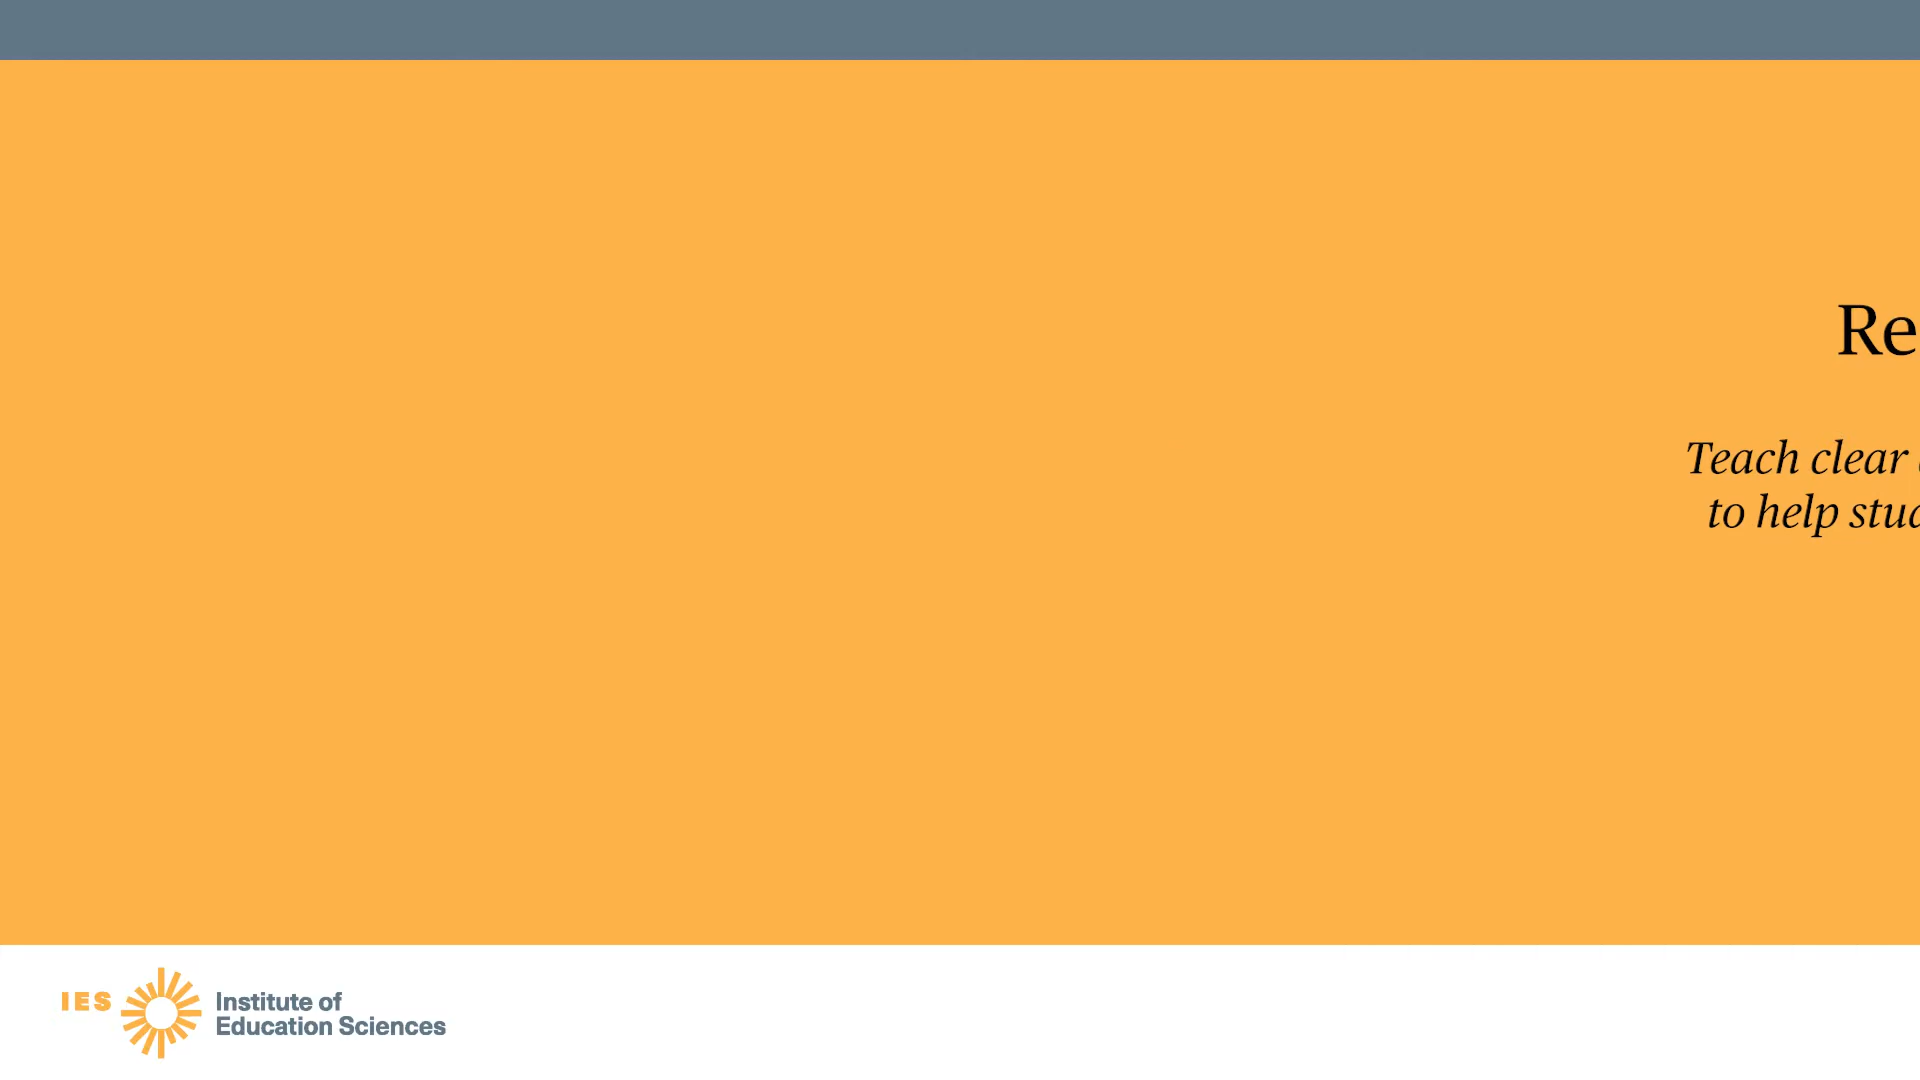 Re
Teach clear
to help stud
IES
Institute of
Education Sciences